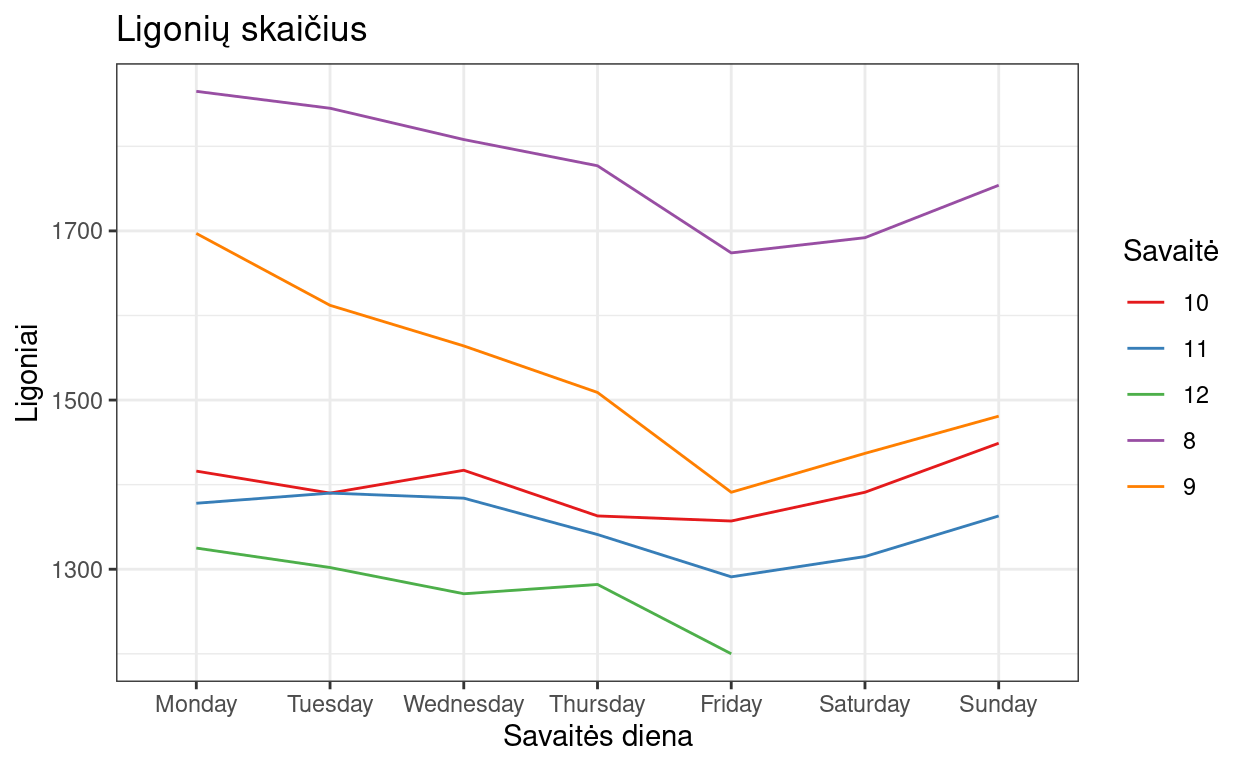 Ligonių skaičius
Ligoniai
1700
1500
1300
Monday Tuesday Wednesday Thursday Friday Saturday Sunday
Savaitės diena
Savaitė
10
11
12
8
9